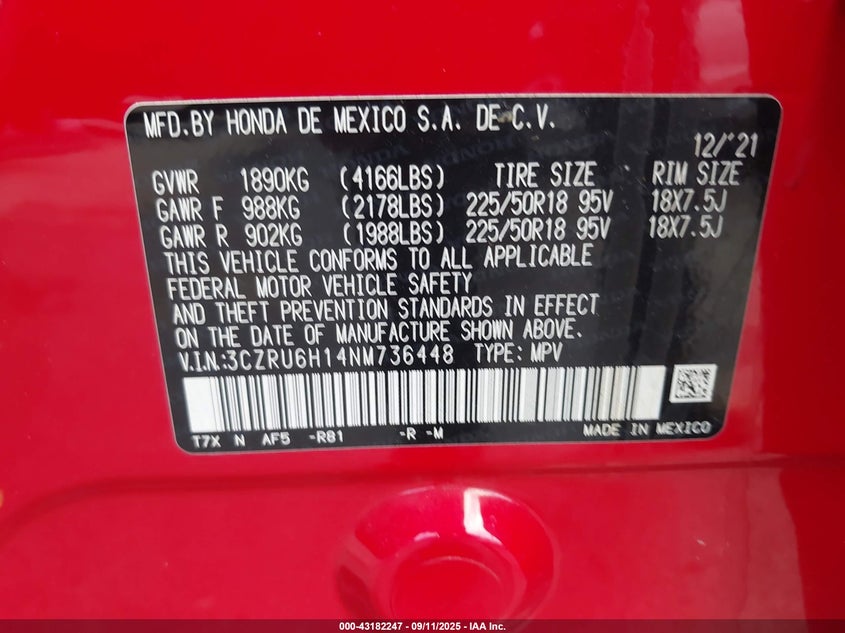 MFD.BY HONDA DE MEXICO S.A. DE C.V.
12/'21
GVWR 1890KG (4166LBS) TIRE SIZE RIM SIZE
GAWR F 988KG (2178LBS) 225/50R18 95V 18X7.5J
GAWR R 902KG (1988LBS) 225/50R18 95V 18X7.5J
THIS VEHICLE CONFORMS TO ALL APPLICABLE
FEDERAL MOTOR VEHICLE SAFETY
AND THEFT PREVENTION STANDARDS IN EFFECT
ON THE DATE OF MANUFACTURE SHOWN ABOVE.
V.I.N.:3CZRU6H14NM736448 TYPE: MPV
T7X N AF5 -R81 -R -M MADE IN MEXICO
000-43182247 - 09/11/2025 - IAA Inc.